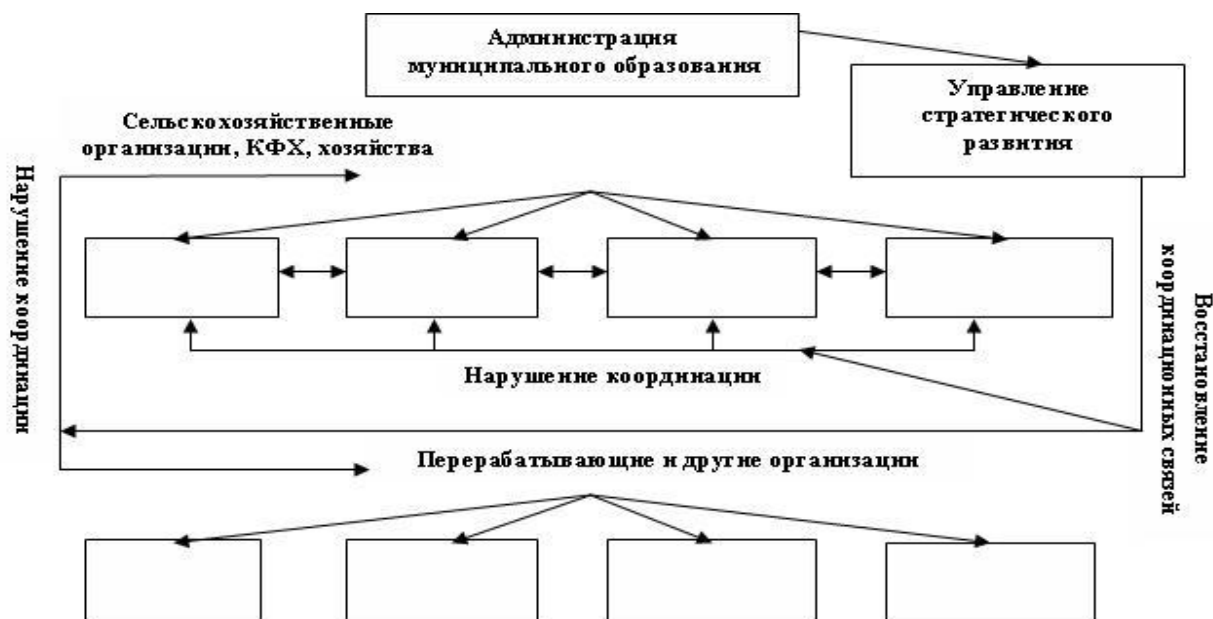 Администрация
муниципального образования
Управление
стратегического
развития
Сельскохозяйственные
организации, КФХ, хозяйства
Нарушение координации
Восстановление
координационных связей
Нарушение координации
Перерабатывающие и другие организации